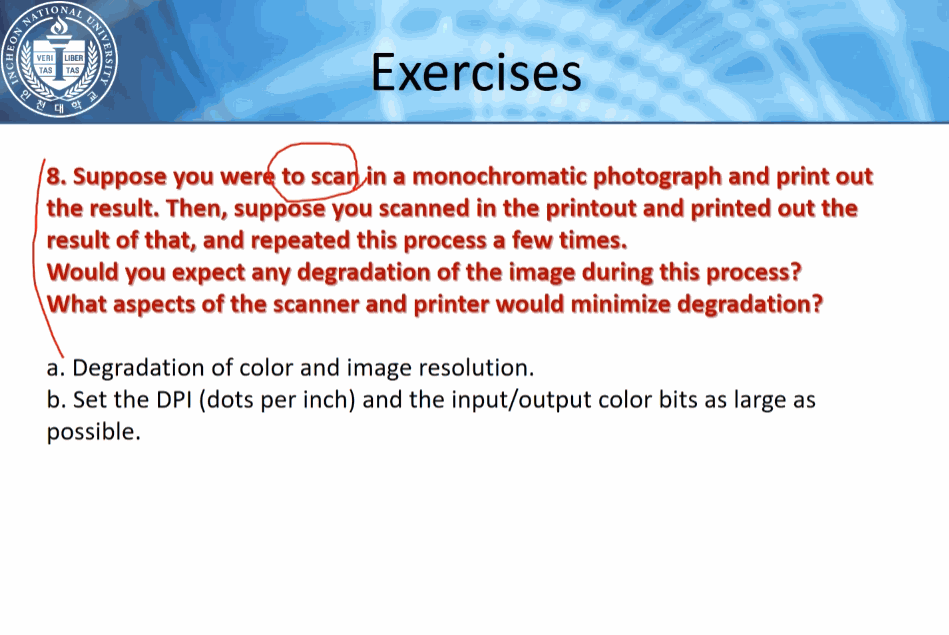 INCHEON NATIONAL UNIVERSITY
VERI LIBER
TAS TAS
인천대학교
Exercises
8. Suppose you were to scan in a monochromatic photograph and print out
the result. Then, suppose you scanned in the printout and printed out the
result of that, and repeated this process a few times.
Would you expect any degradation of the image during this process?
What aspects of the scanner and printer would minimize degradation?
a. Degradation of color and image resolution.
b. Set the DPI (dots per inch) and the input/output color bits as large as
possible.